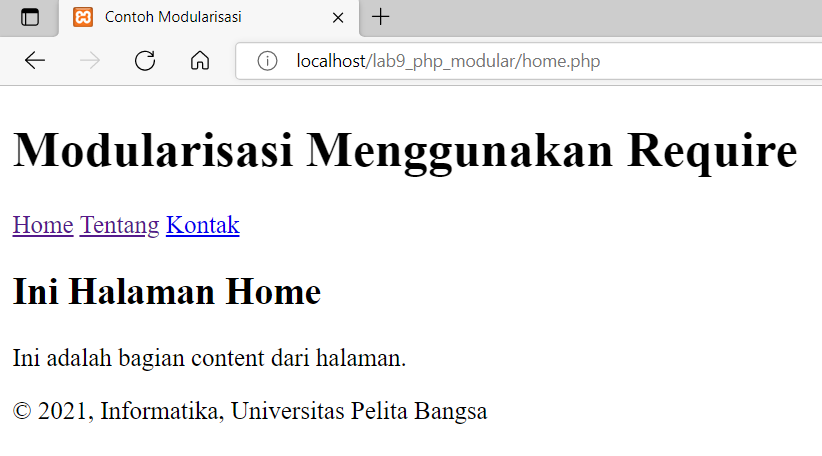 Contoh Modularisasi
localhost/lab9_php_modular/home.php
Modularisasi Menggunakan Require
Home Tentang Kontak
Ini Halaman Home
Ini adalah bagian content dari halaman.
© 2021, Informatika, Universitas Pelita Bangsa